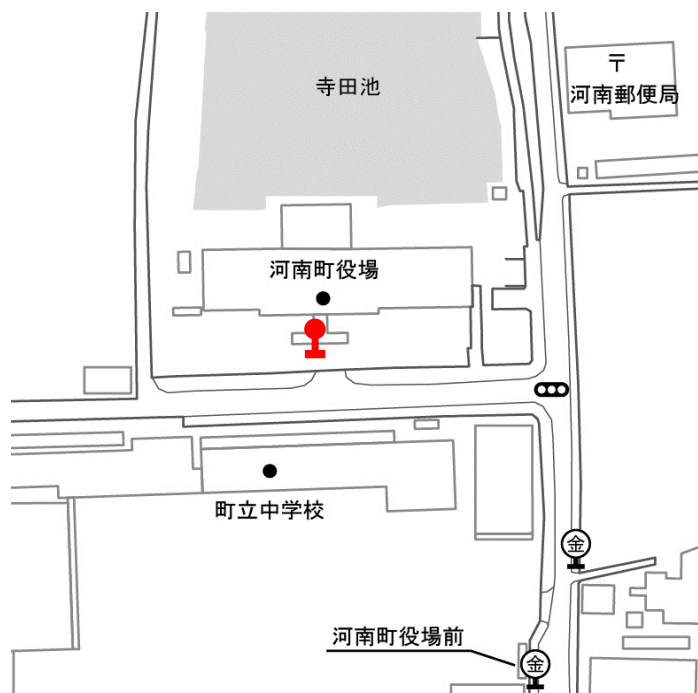 寺田池
〒
河南郵便局
河南町役場
町立中学校
金
河南町役場前
金